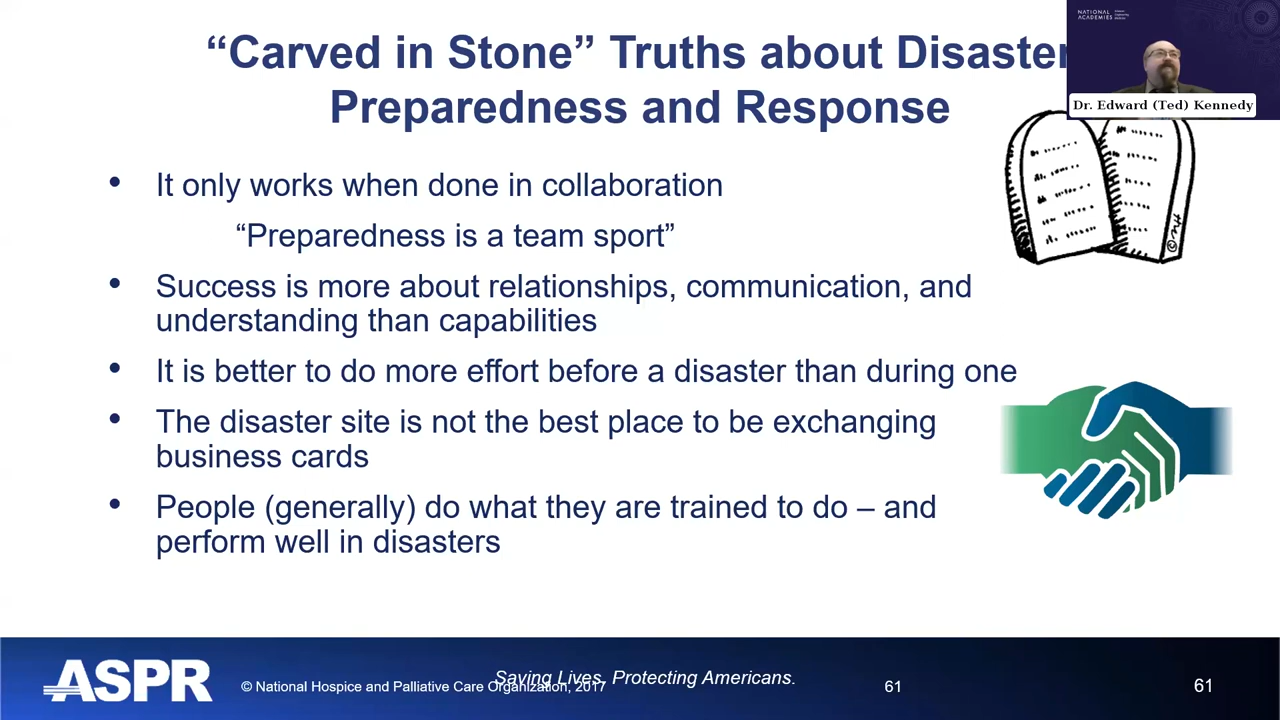 “Carved in Stone” Truths about Disaster
Preparedness and Response
NATIONAL
ACADEMIES
Dr. Edward (Ted) Kennedy
• It only works when done in collaboration
“Preparedness is a team sport”
• Success is more about relationships, communication, and
understanding than capabilities
• It is better to do more effort before a disaster than during one
• The disaster site is not the best place to be exchanging
business cards
• People (generally) do what they are trained to do – and
perform well in disasters
ASPR
Saving Lives. Protecting Americans.
© National Hospice and Palliative Care Organization, 2017
61
61